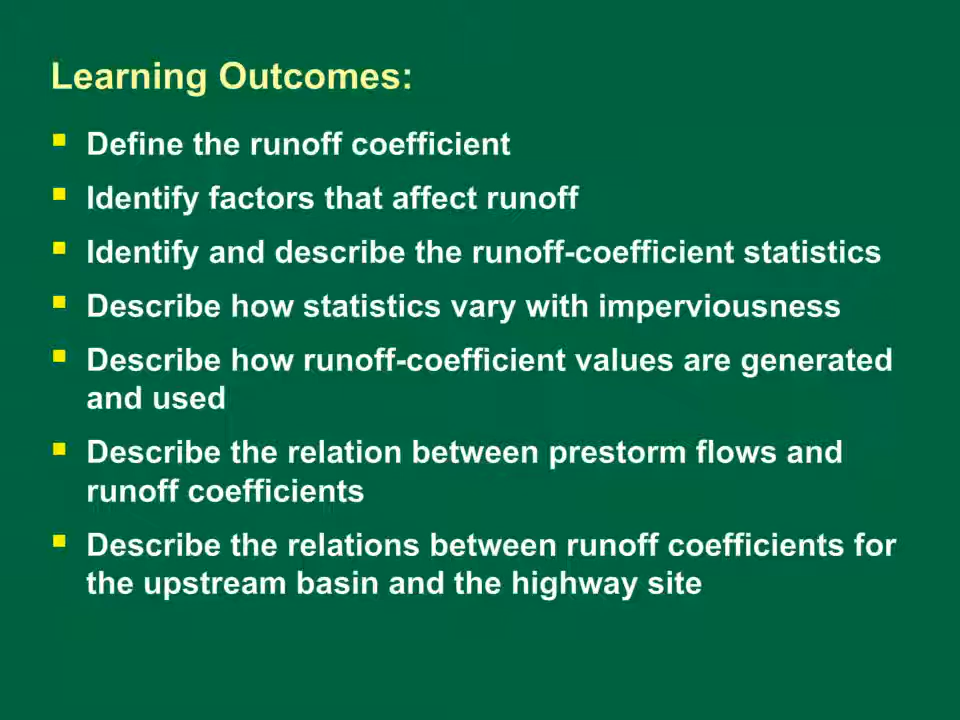 Learning Outcomes:
Define the runoff coefficient
Identify factors that affect runoff
Identify and describe the runoff-coefficient statistics
Describe how statistics vary with imperviousness
Describe how runoff-coefficient values are generated
and used
Describe the relation between prestorm flows and
runoff coefficients
Describe the relations between runoff coefficients for
the upstream basin and the highway site